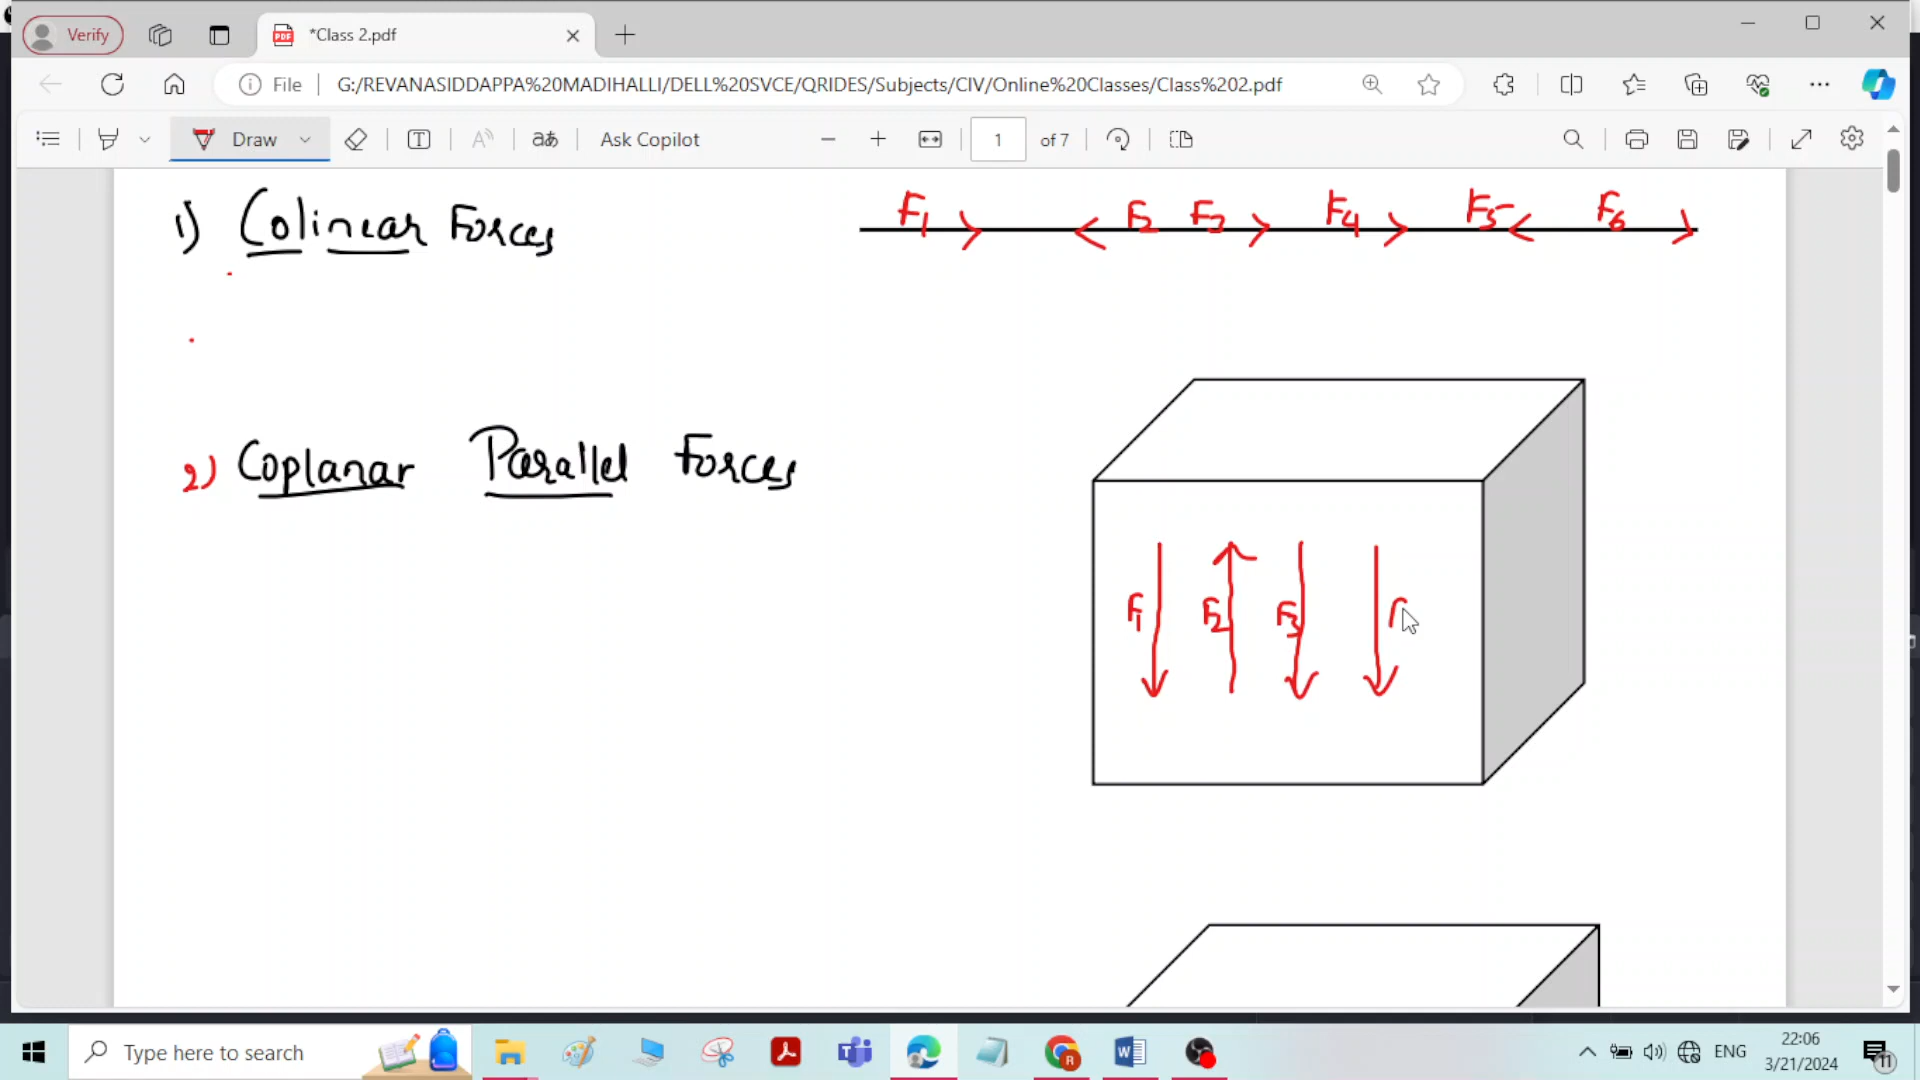 Verify
*Class 2.pdf
File
G:/REVANASIDDAPPA%20MADIHALLI/DELL%20SVCE/QRIDES/Subjects/CIV/Online%20Classes/Class%202.pdf
Draw
Ask Copilot
1 of 7
1) Colinear Forces
F1 F2 F3 F4 F5 F6
2) Coplanar Parallel Forces
F1 F2 F3
Type here to search
ENG
22:06
3/21/2024
11